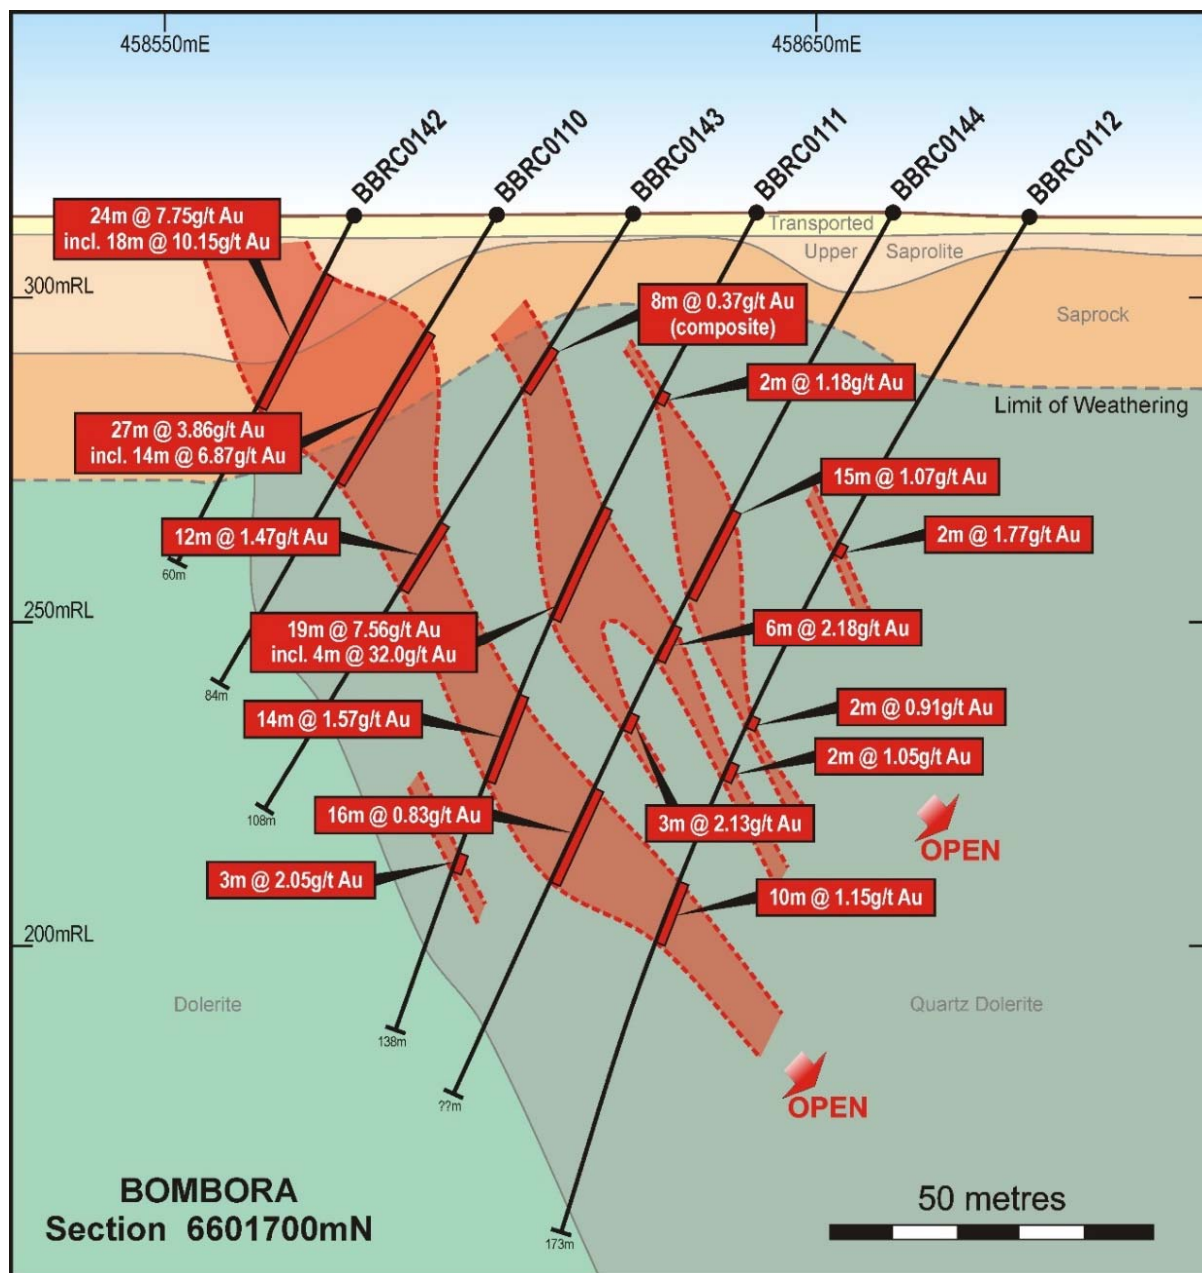 458550mE
458650mE
BBRC0142
BBRC0110
BBRC0143
BBRC0111
BBRC0144
BBRC0112
24m @ 7.75g/t Au
incl. 18m @ 10.15g/t Au
Transported
Upper Saprolite
300mRL
8m @ 0.37g/t Au
(composite)
Saprock
2m @ 1.18g/t Au
Limit of Weathering
27m @ 3.86g/t Au
incl. 14m @ 6.87g/t Au
15m @ 1.07g/t Au
12m @ 1.47g/t Au
2m @ 1.77g/t Au
60m
250mRL
19m @ 7.56g/t Au
incl. 4m @ 32.0g/t Au
6m @ 2.18g/t Au
84m
14m @ 1.57g/t Au
2m @ 0.91g/t Au
2m @ 1.05g/t Au
108m
16m @ 0.83g/t Au
3m @ 2.13g/t Au
OPEN
3m @ 2.05g/t Au
10m @ 1.15g/t Au
200mRL
Dolerite
Quartz Dolerite
138m
??m
OPEN
BOMBORA
Section 6601700mN
50 metres
173m